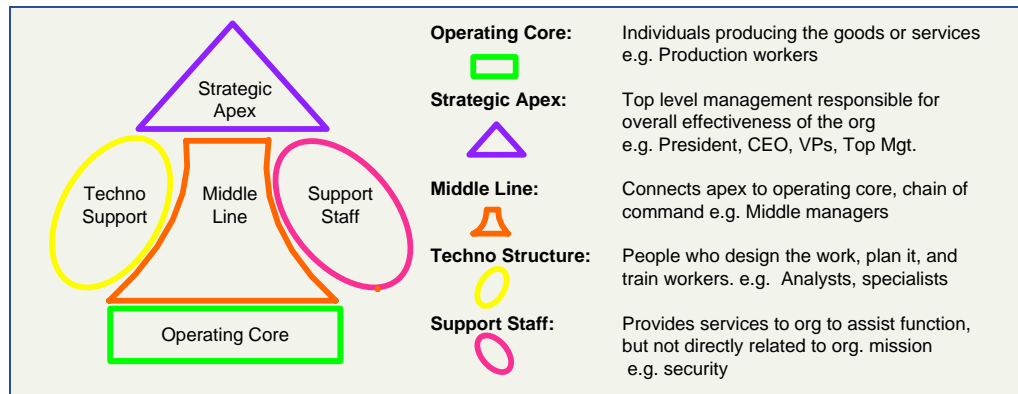 Strategic
Apex
Techno
Support
Middle
Line
Support
Staff
Operating Core
Operating Core:
Individuals producing the goods or services
e.g. Production workers
Strategic Apex:
Top level management responsible for
overall effectiveness of the org
e.g. President, CEO, VPs, Top Mgt.
Middle Line:
Connects apex to operating core, chain of
command e.g. Middle managers
Techno Structure:
People who design the work, plan it, and
train workers. e.g. Analysts, specialists
Support Staff:
Provides services to org to assist function,
but not directly related to org. mission
e.g. security